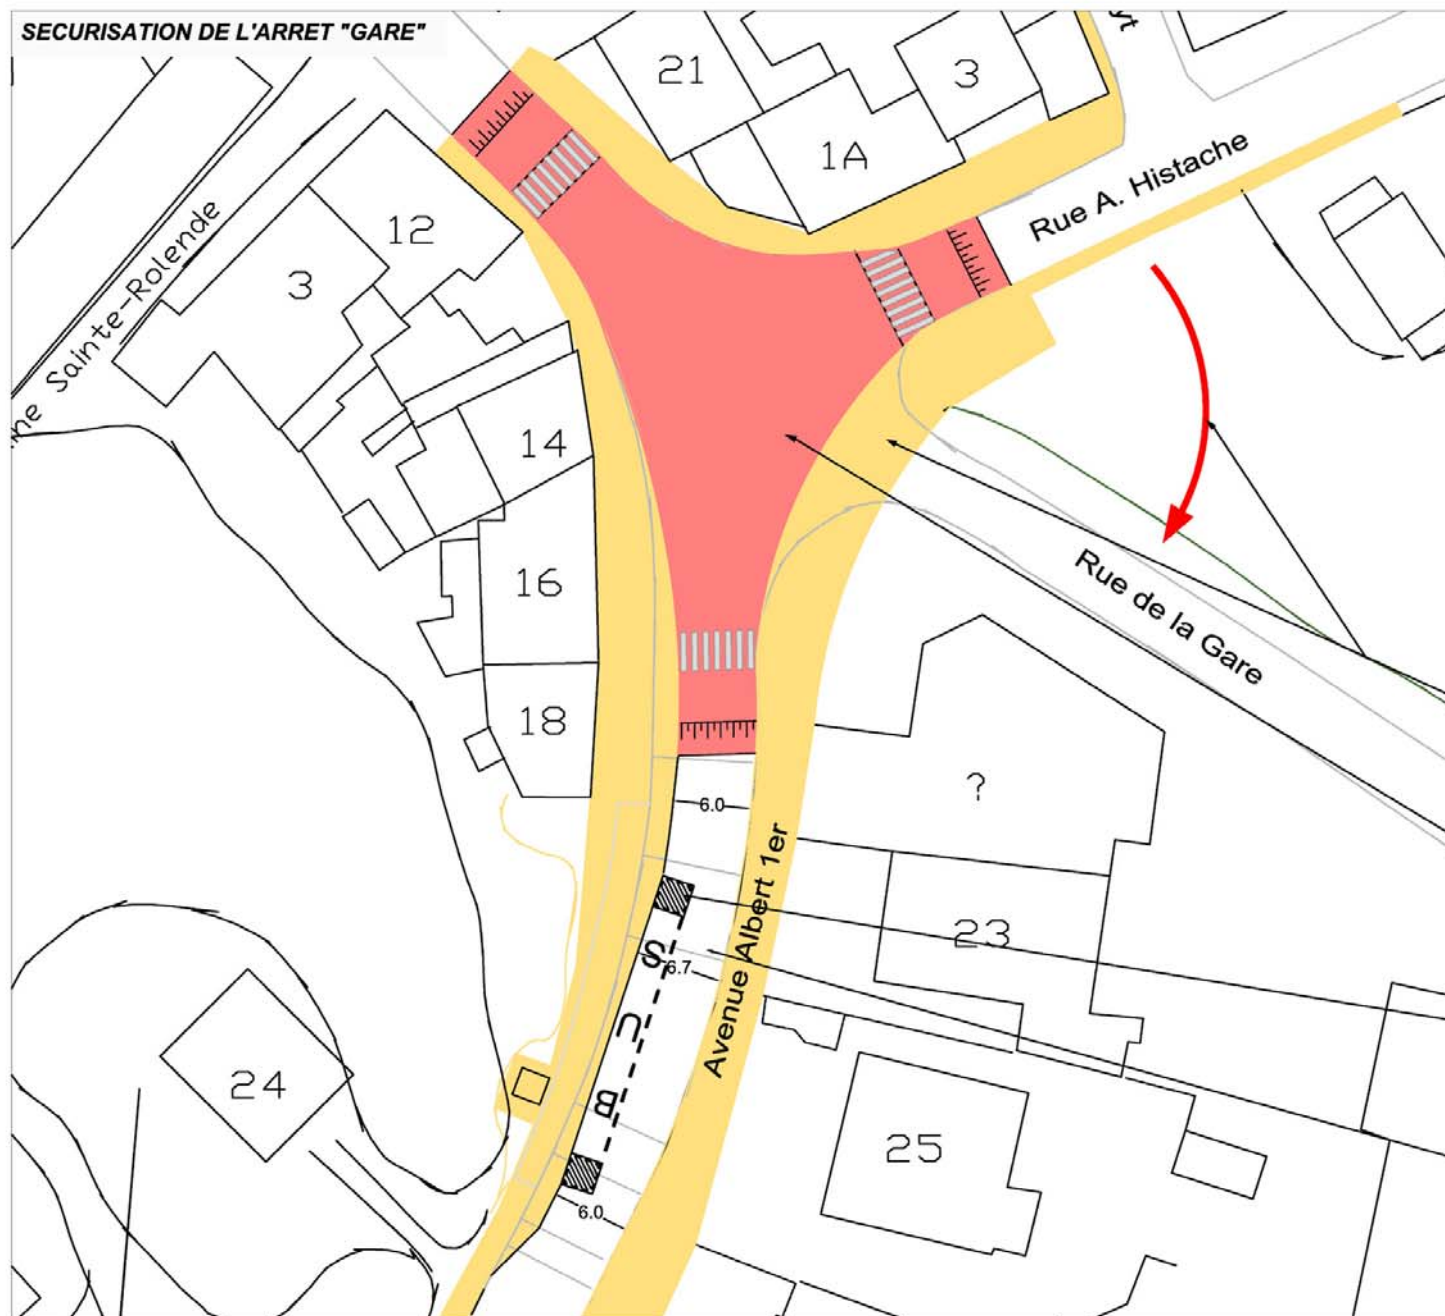 SECURISATION DE L'ARRET "GARE"
21
3
1A
Rue A. Histache
12
3
Sainte-Rolende
14
16
Rue de la Gare
18
?
6.0
Avenue Albert 1er
23
BUS
6.7
24
25
6.0